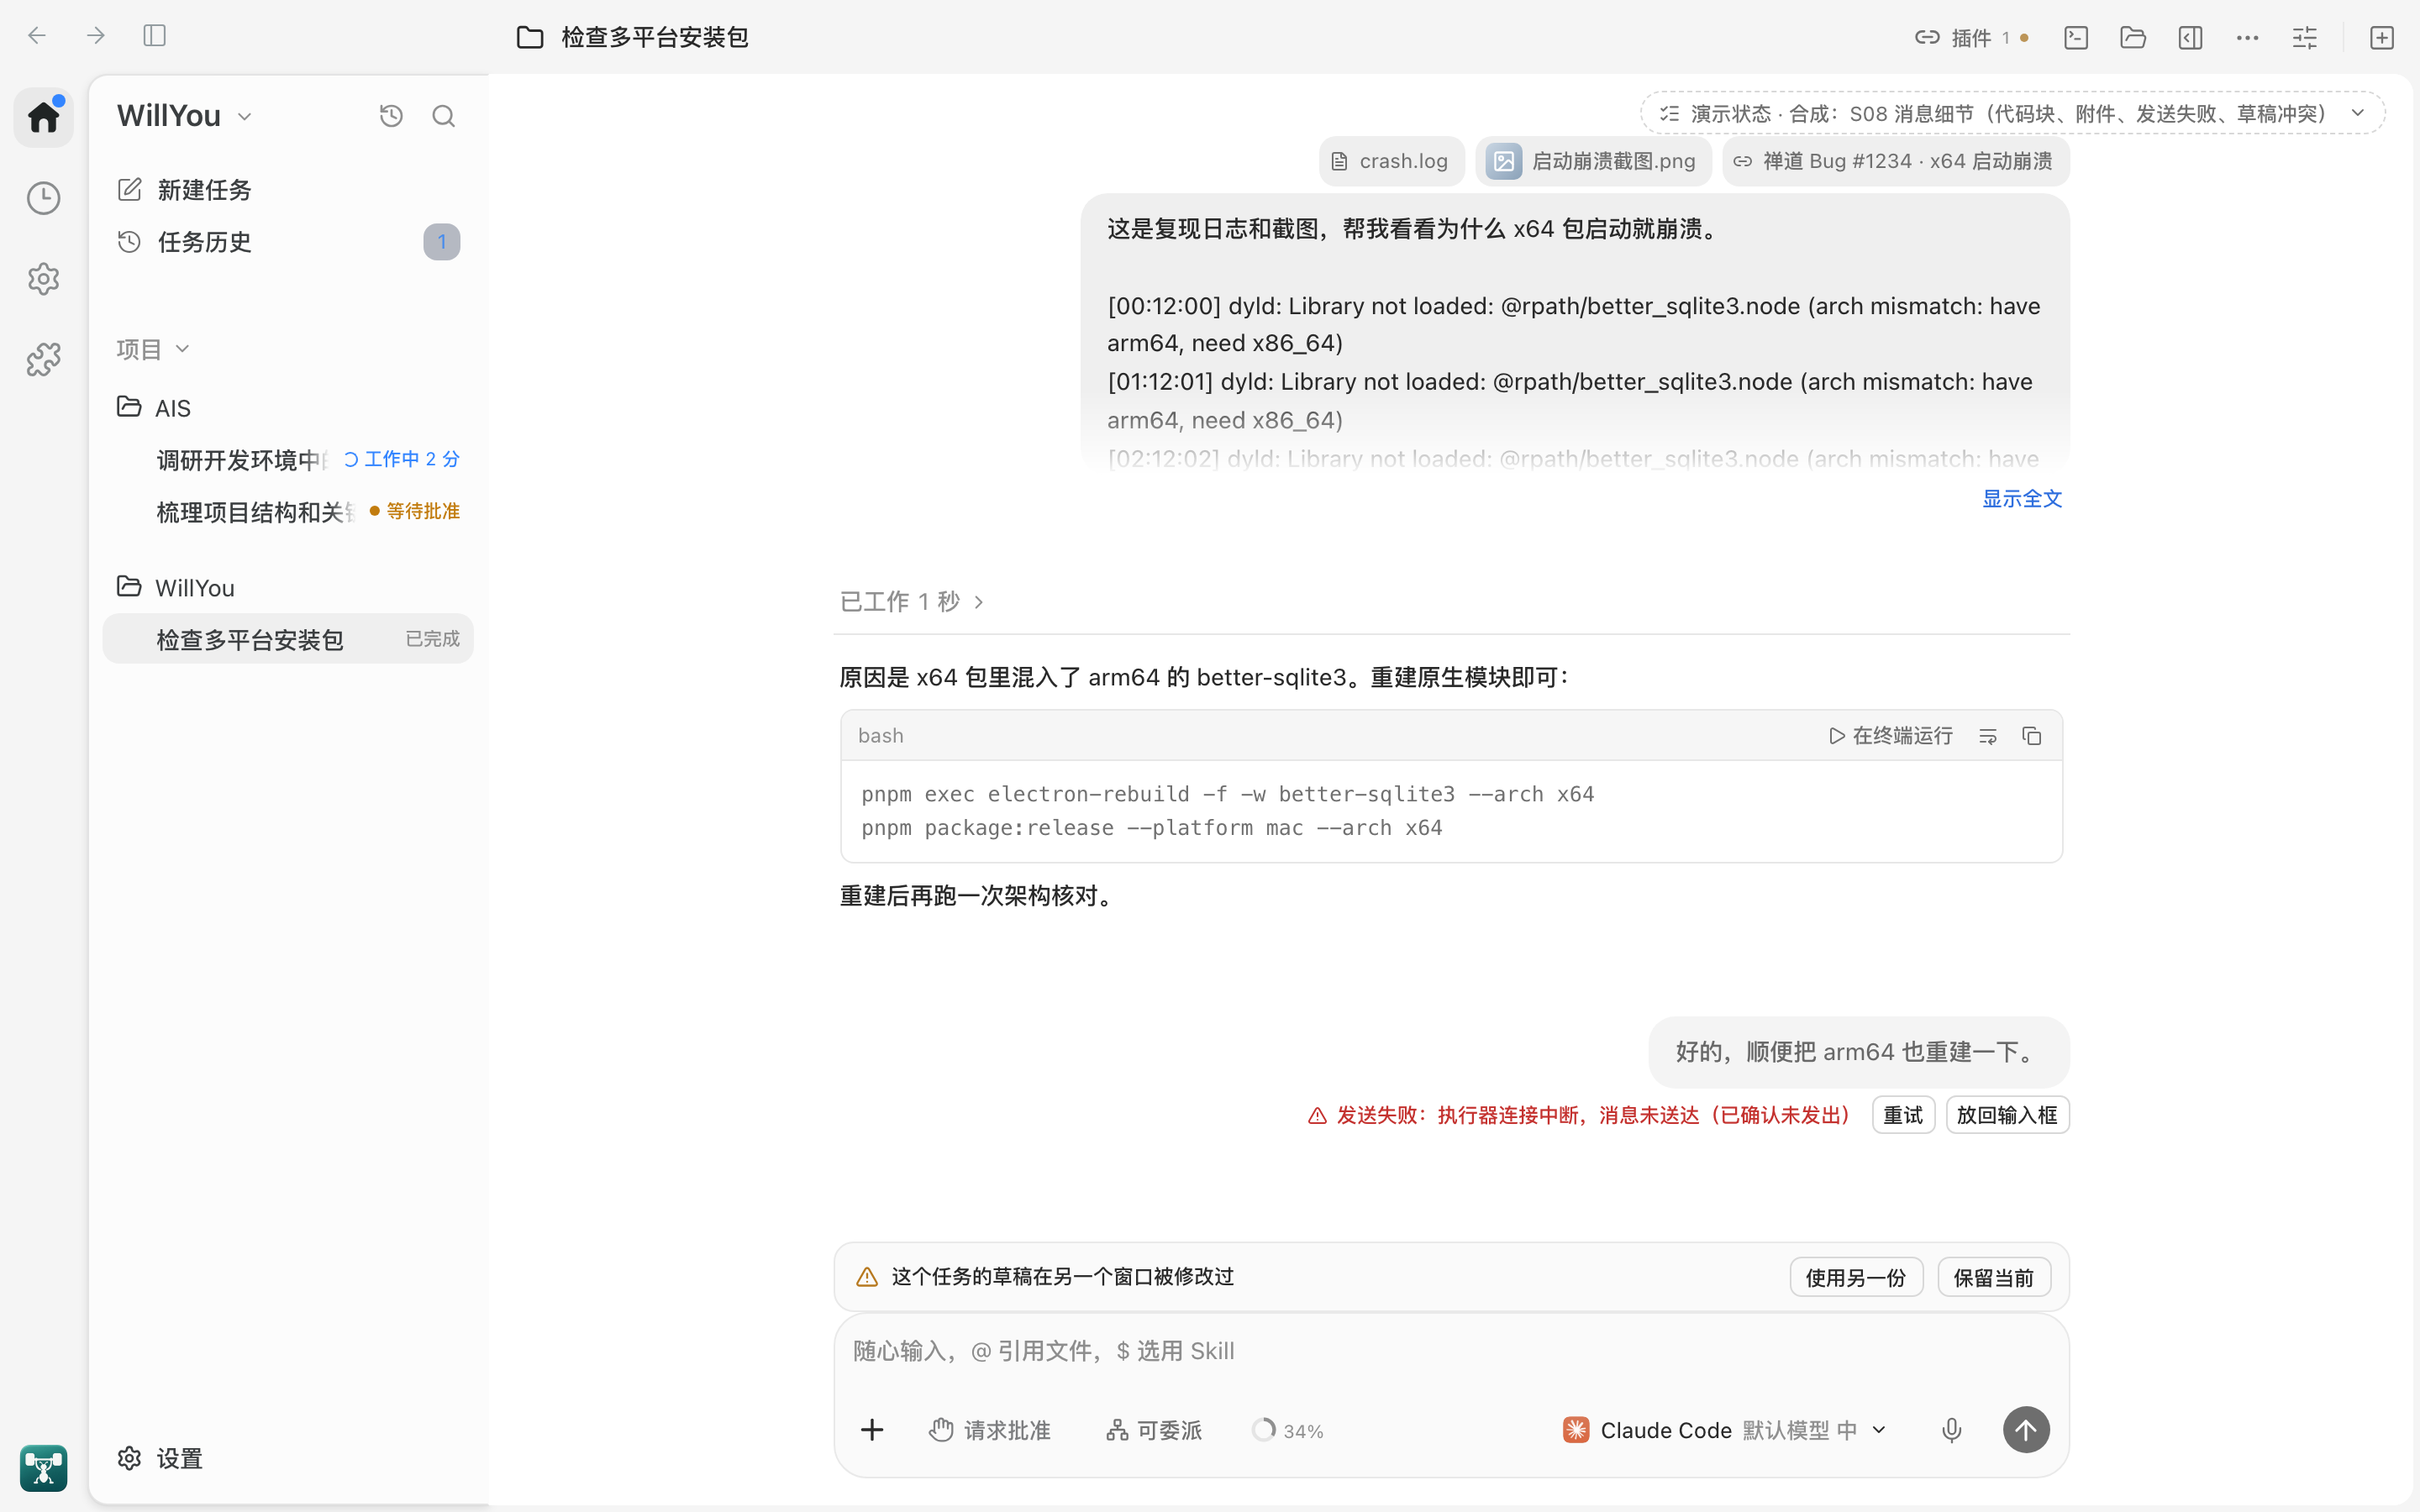 检查多平台安装包
插件 1
WillYou
新建任务
任务历史 1
项目
AIS
调研开发环境中 工作中 2 分
梳理项目结构和关 等待批准
WillYou
检查多平台安装包 已完成
设置
演示状态 · 合成：S08 消息细节（代码块、附件、发送失败、草稿冲突）
crash.log 启动崩溃截图.png 禅道 Bug #1234 · x64 启动崩溃
这是复现日志和截图，帮我看看为什么 x64 包启动就崩溃。
[00:12:00] dyld: Library not loaded: @rpath/better_sqlite3.node (arch mismatch: have
arm64, need x86_64)
[01:12:01] dyld: Library not loaded: @rpath/better_sqlite3.node (arch mismatch: have
arm64, need x86_64)
[02:12:02] dyld: Library not loaded: @rpath/better_sqlite3.node (arch mismatch: have
显示全文
已工作 1 秒
原因是 x64 包里混入了 arm64 的 better-sqlite3。重建原生模块即可：
bash 在终端运行
pnpm exec electron-rebuild -f -w better-sqlite3 --arch x64
pnpm package:release --platform mac --arch x64
重建后再跑一次架构核对。
好的，顺便把 arm64 也重建一下。
发送失败：执行器连接中断，消息未送达（已确认未发出） 重试 放回输入框
这个任务的草稿在另一个窗口被修改过 使用另一份 保留当前
随心输入，@ 引用文件，$ 选用 Skill
请求批准 可委派 34% Claude Code 默认模型 中